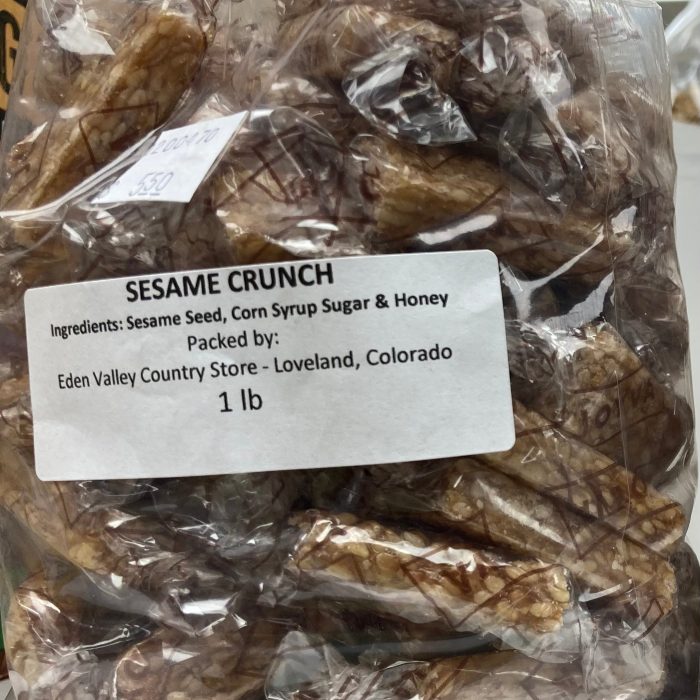 550
SESAME CRUNCH
Ingredients: Sesame Seed, Corn Syrup Sugar & Honey
Packed by:
Eden Valley Country Store - Loveland, Colorado
1 lb